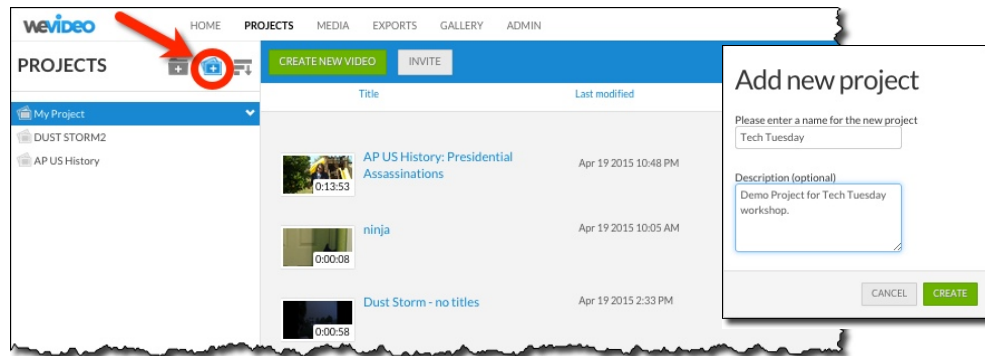 WEVIDEO
HOME PROJECTS MEDIA EXPORTS GALLERY ADMIN
PROJECTS
CREATE NEW VIDEO INVITE
Title Last modified
My Project
DUST STORM2
AP US History
AP US History: Presidential
Assassinations
Apr 19 2015 10:48 PM
0:13:53
ninja
Apr 19 2015 10:05 AM
0:00:08
Dust Storm - no titles
Apr 19 2015 2:33 PM
0:00:58
Add new project
Please enter a name for the new project
Tech Tuesday
Description (optional)
Demo Project for Tech Tuesday
workshop.
CANCEL CREATE